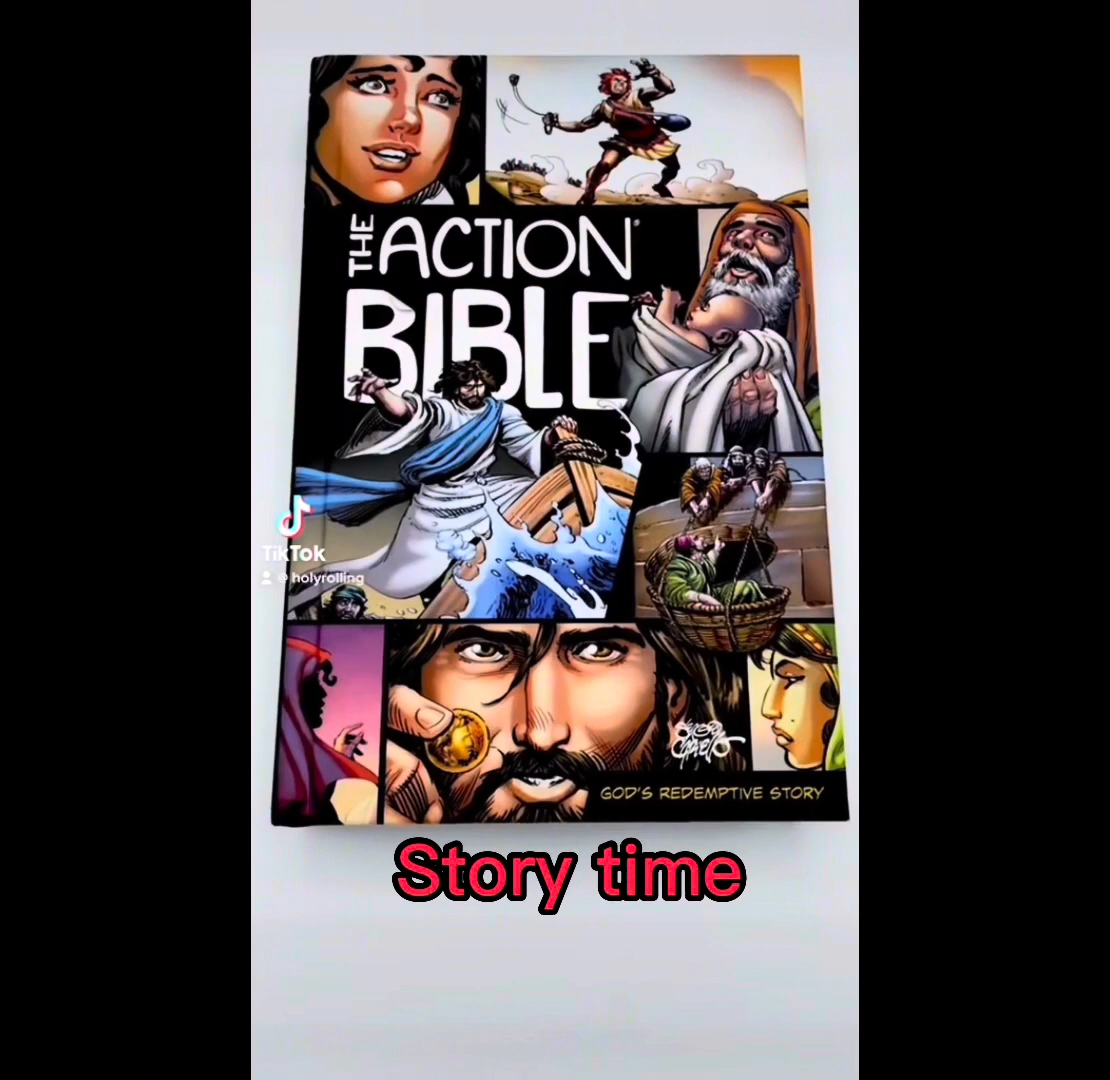 THE ACTION®
BIBLE
TikTok
@ holyrolling
GOD'S REDEMPTIVE STORY
Story time